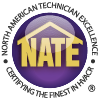 NORTH AMERICAN TECHNICIAN EXCELLENCE
NATE
CERTIFYING THE FINEST IN HVACR
®